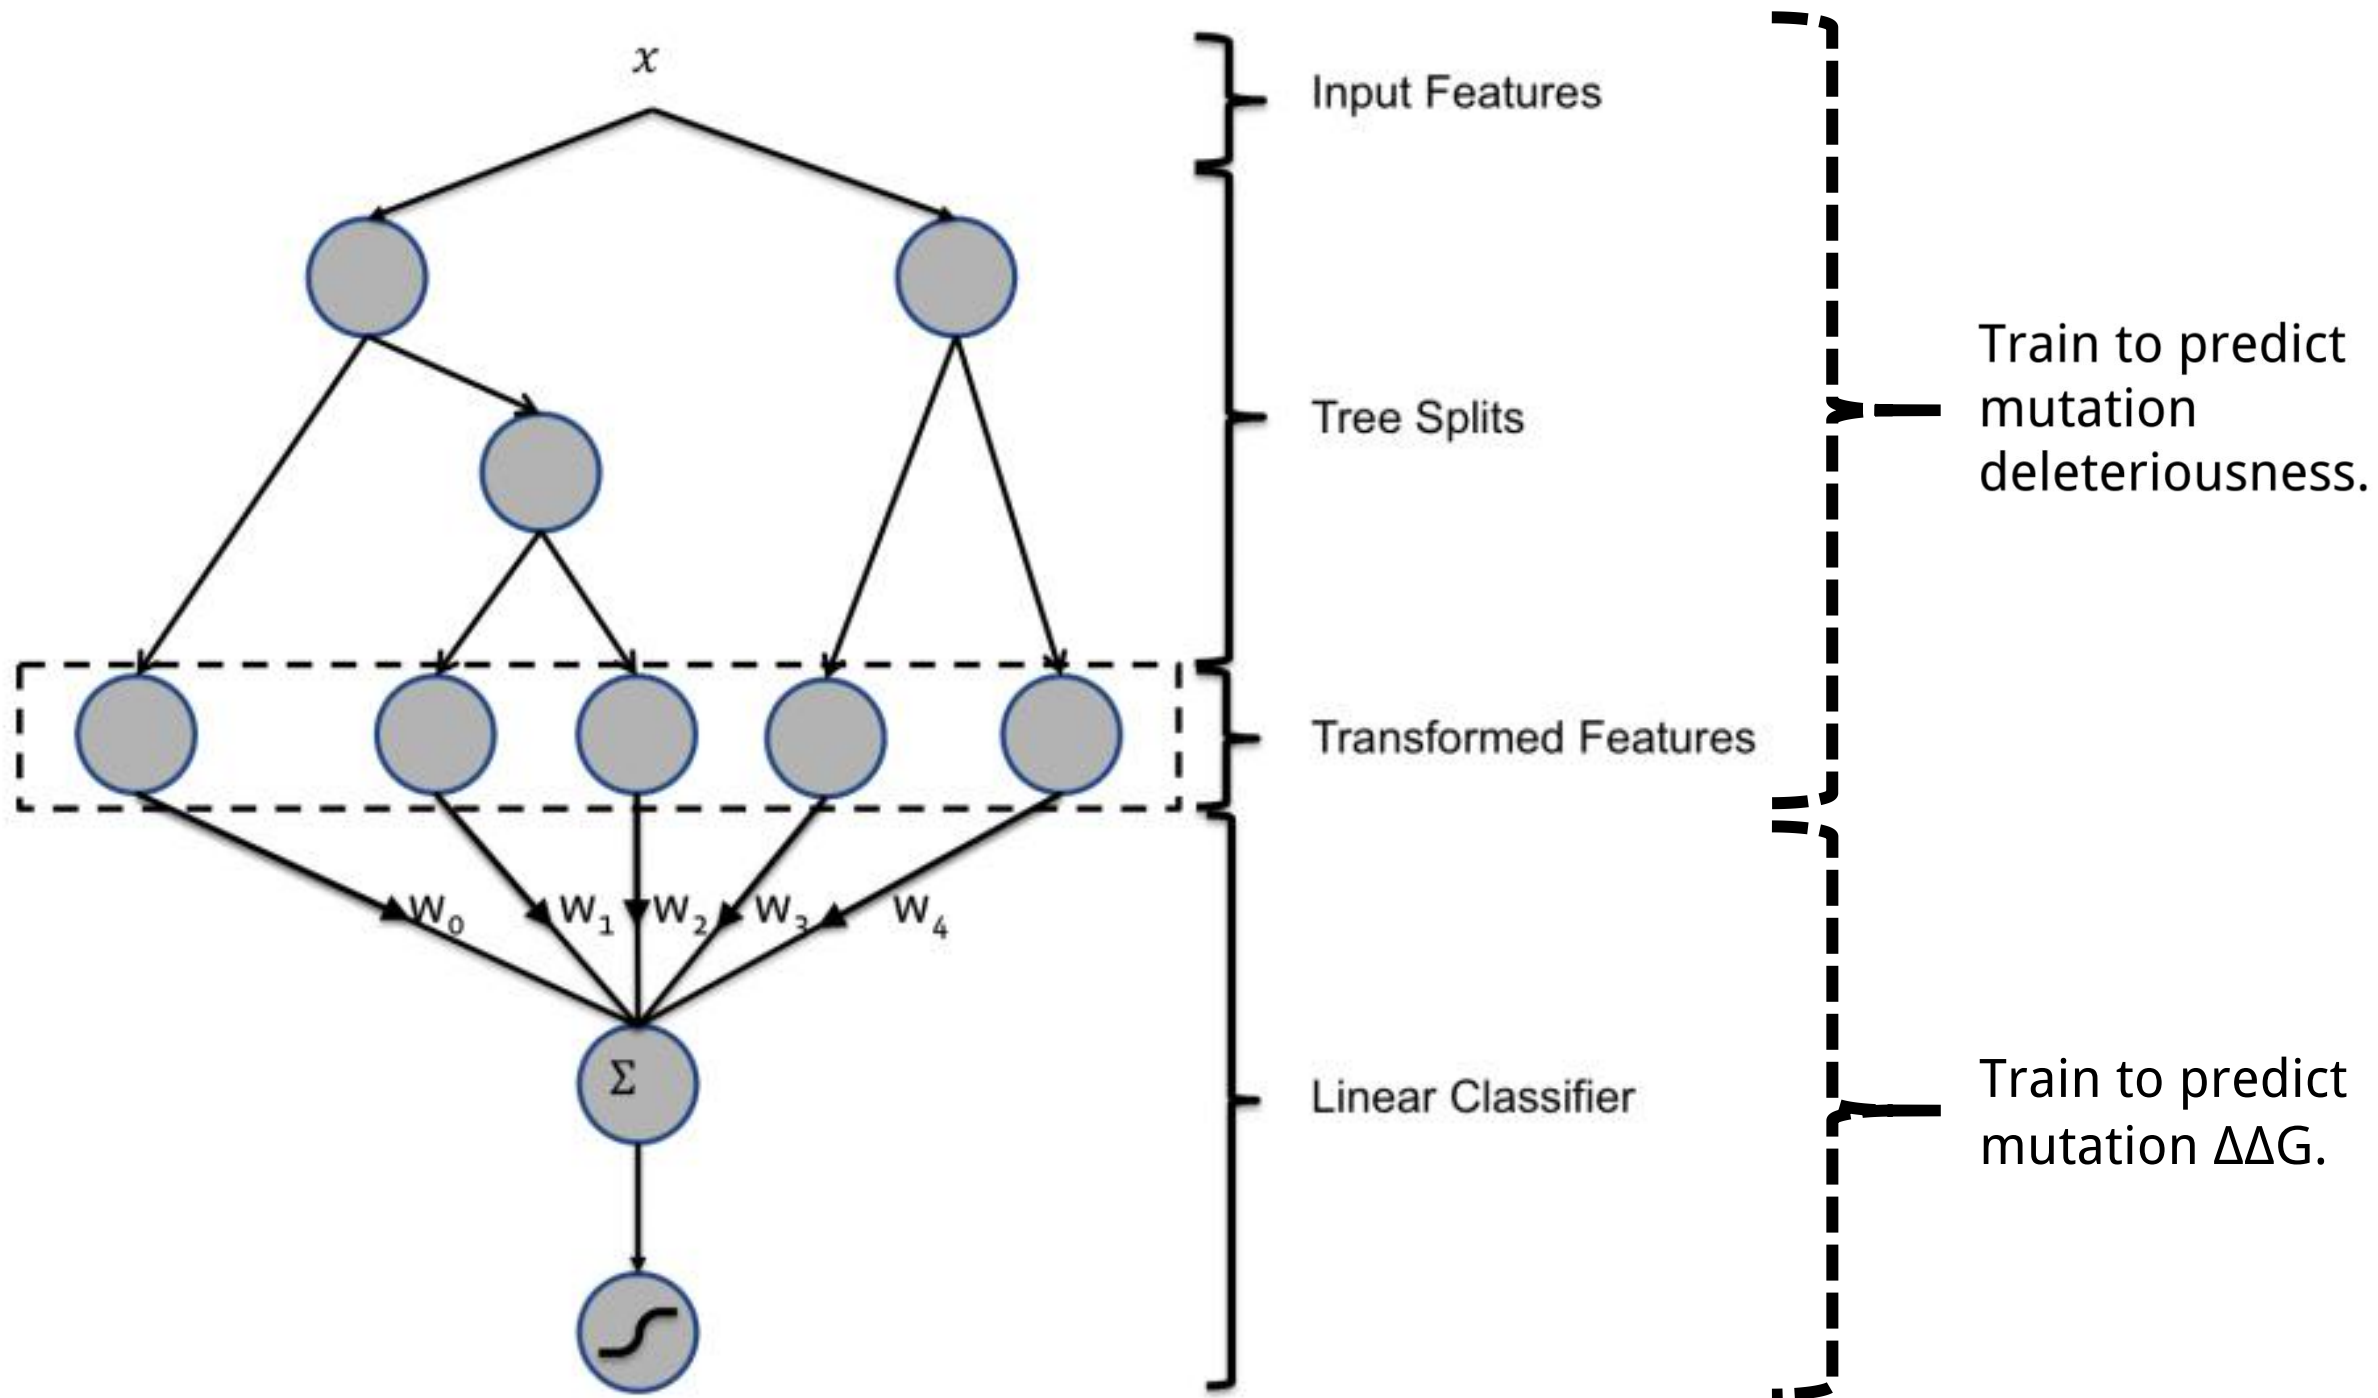 x
Input Features
Train to predict
mutation
deleteriousness.
Tree Splits
Transformed Features
W0 W1 W2 W3 W4
Σ
Linear Classifier
Train to predict
mutation ΔΔG.